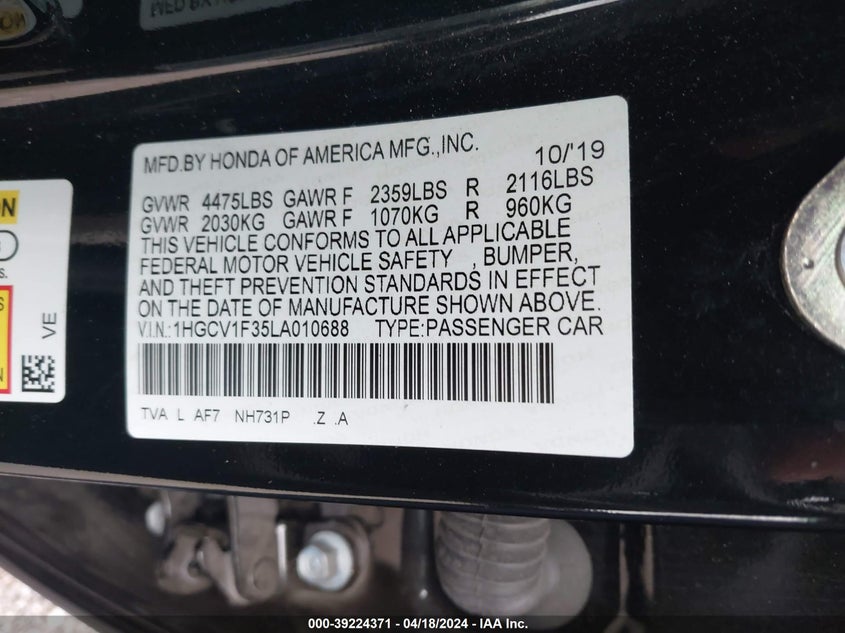 MFD.BY HONDA OF AMERICA MFG.,INC. 10/'19
GVWR 4475LBS GAWR F 2359LBS R 2116LBS
GVWR 2030KG GAWR F 1070KG R 960KG
THIS VEHICLE CONFORMS TO ALL APPLICABLE
FEDERAL MOTOR VEHICLE SAFETY , BUMPER,
AND THEFT PREVENTION STANDARDS IN EFFECT
ON THE DATE OF MANUFACTURE SHOWN ABOVE.
V.I.N.:1HGCV1F35LA010688 TYPE:PASSENGER CAR
TVA L AF7 NH731P .Z .A
VE
000-39224371 - 04/18/2024 - IAA Inc.